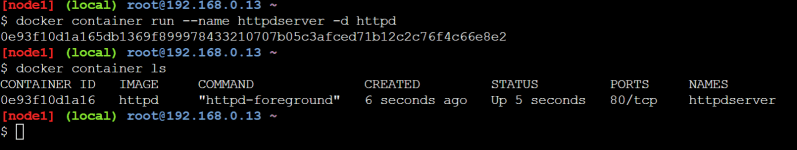 [node1] (local) root@192.168.0.13 ~
$ docker container run --name httpdserver -d httpd
0e93f10d1a165db1369f899978433210707b05c3afced71b12c2c76f4c66e8e2
[node1] (local) root@192.168.0.13 ~
$ docker container ls
CONTAINER ID   IMAGE   COMMAND   CREATED   STATUS   PORTS   NAMES
0e93f10d1a16   httpd   "httpd-foreground"   6 seconds ago   Up 5 seconds   80/tcp   httpdserver
[node1] (local) root@192.168.0.13 ~
$